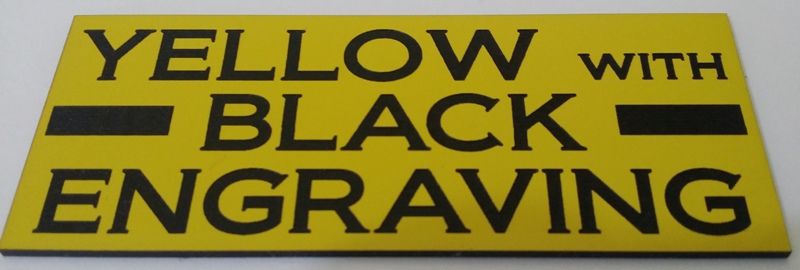 YELLOW WITH
BLACK
ENGRAVING